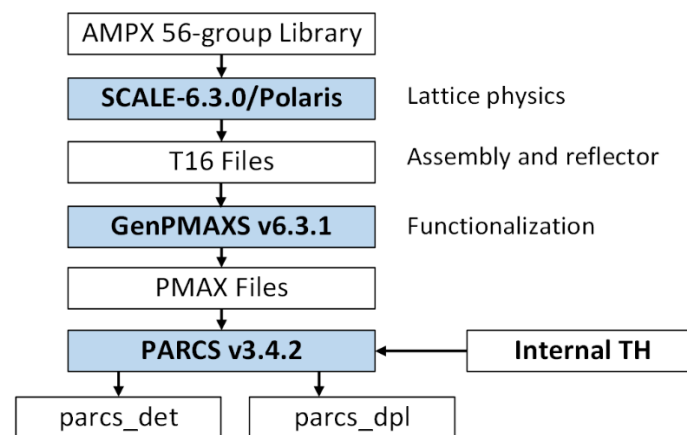 AMPX 56-group Library
SCALE-6.3.0/Polaris
Lattice physics
T16 Files
Assembly and reflector
GenPMAXS v6.3.1
Functionalization
PMAX Files
PARCS v3.4.2
Internal TH
parcs_det
parcs_dpl